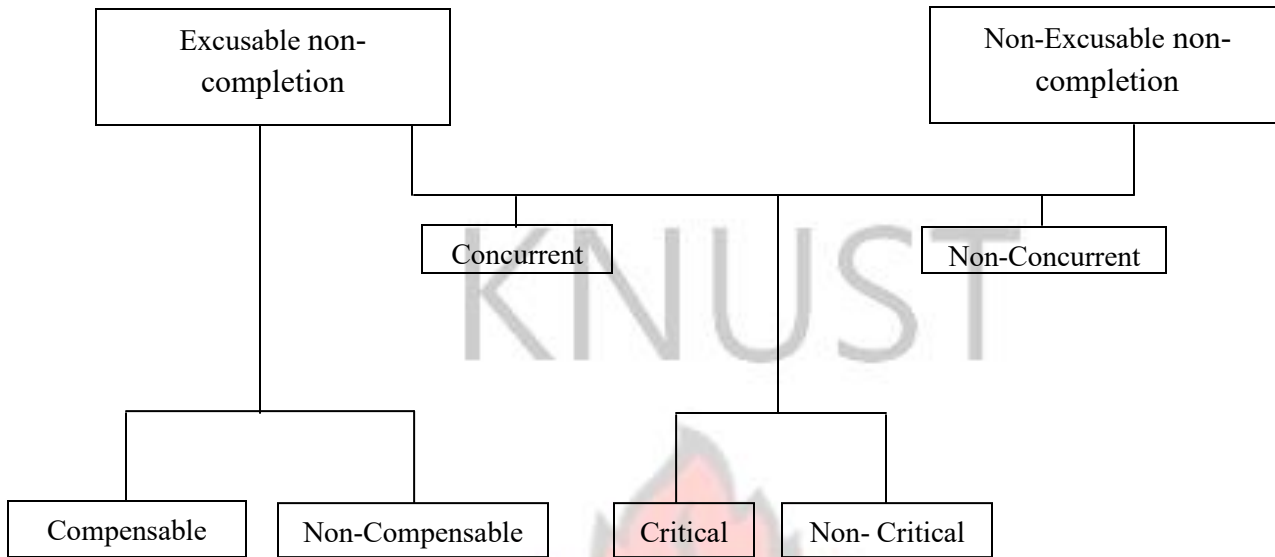 Excusable non-
completion
Non-Excusable non-
completion
Concurrent
Non-Concurrent
KNUST
Compensable
Non-Compensable
Critical
Non- Critical